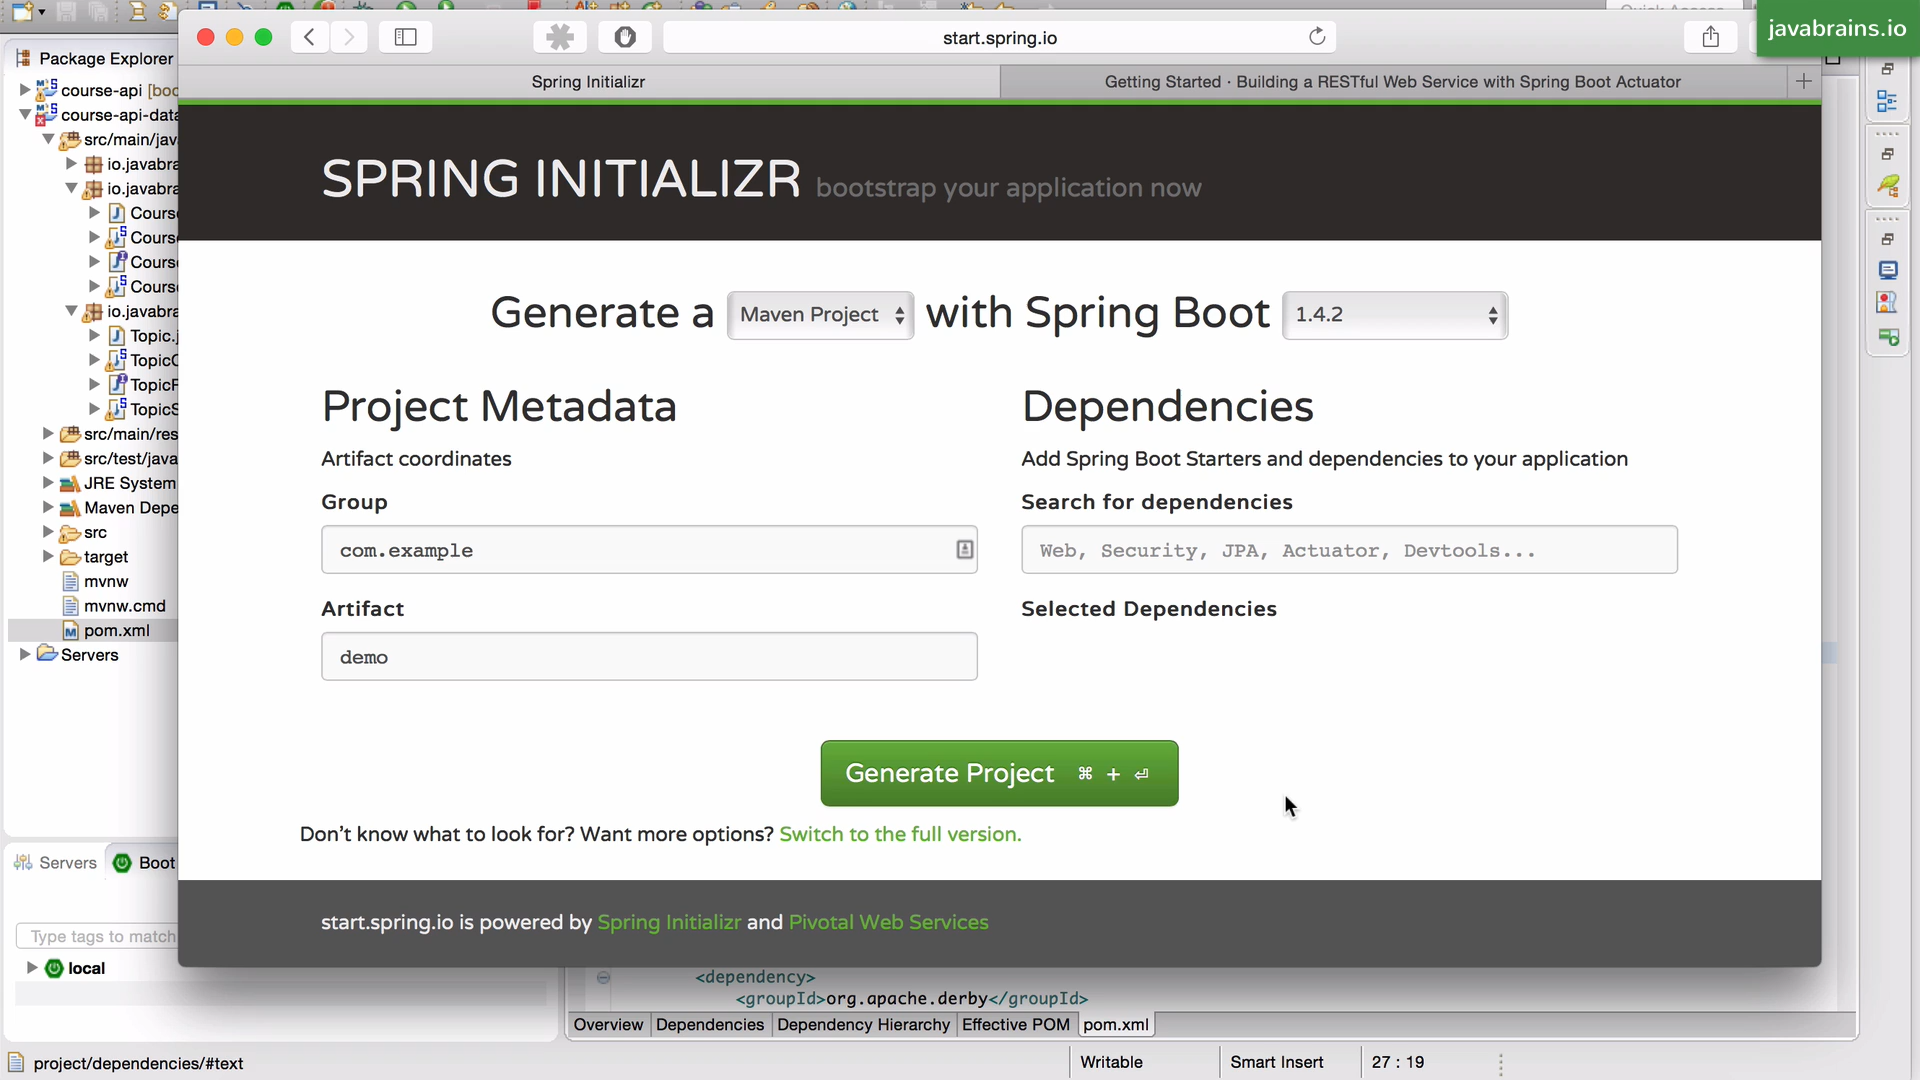 javabrains.io
start.spring.io
Spring Initializr
Getting Started · Building a RESTful Web Service with Spring Boot Actuator
Package Explorer
course-api [boo
course-api-data
src/main/jav
io.javabra
io.javabra
Course
Course
Course
Course
io.javabra
Topic.j
TopicC
TopicF
TopicS
src/main/res
src/test/java
JRE System
Maven Depe
src
target
mvnw
mvnw.cmd
pom.xml
Servers
SPRING INITIALIZR bootstrap your application now
Generate a Maven Project with Spring Boot 1.4.2
Project Metadata
Artifact coordinates
Group
com.example
Artifact
demo
Dependencies
Add Spring Boot Starters and dependencies to your application
Search for dependencies
Web, Security, JPA, Actuator, Devtools...
Selected Dependencies
Generate Project ⌘ + ⏎
Don't know what to look for? Want more options? Switch to the full version.
start.spring.io is powered by Spring Initializr and Pivotal Web Services
Servers Boot
Type tags to match
local
<dependency>
<groupId>org.apache.derby</groupId>
Overview Dependencies Dependency Hierarchy Effective POM pom.xml
project/dependencies/#text Writable Smart Insert 27 : 19